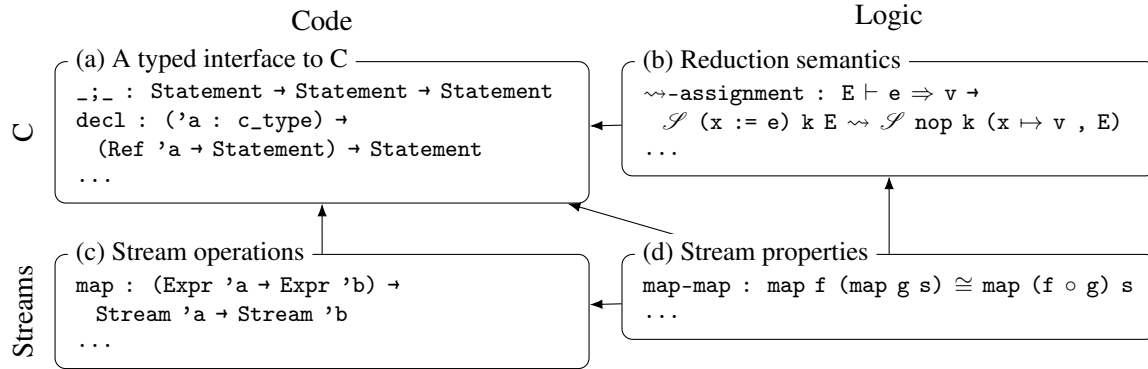 Code
Logic
C
(a) A typed interface to C
_;_ : Statement → Statement → Statement
decl : ('a : c_type) →
(Ref 'a → Statement) → Statement
...
(b) Reduction semantics
⇝-assignment : E ⊢ e ⇒ v →
𝒮 (x := e) k E ⇝ 𝒮 nop k (x ↦ v , E)
...
Streams
(c) Stream operations
map : (Expr 'a → Expr 'b) →
Stream 'a → Stream 'b
...
(d) Stream properties
map-map : map f (map g s) ≅ map (f ∘ g) s
...